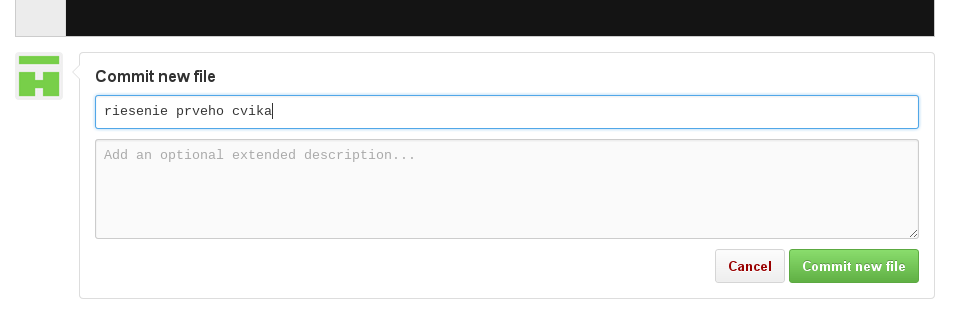 Commit new file
riesenie prveho cvika
Add an optional extended description...
Cancel
Commit new file